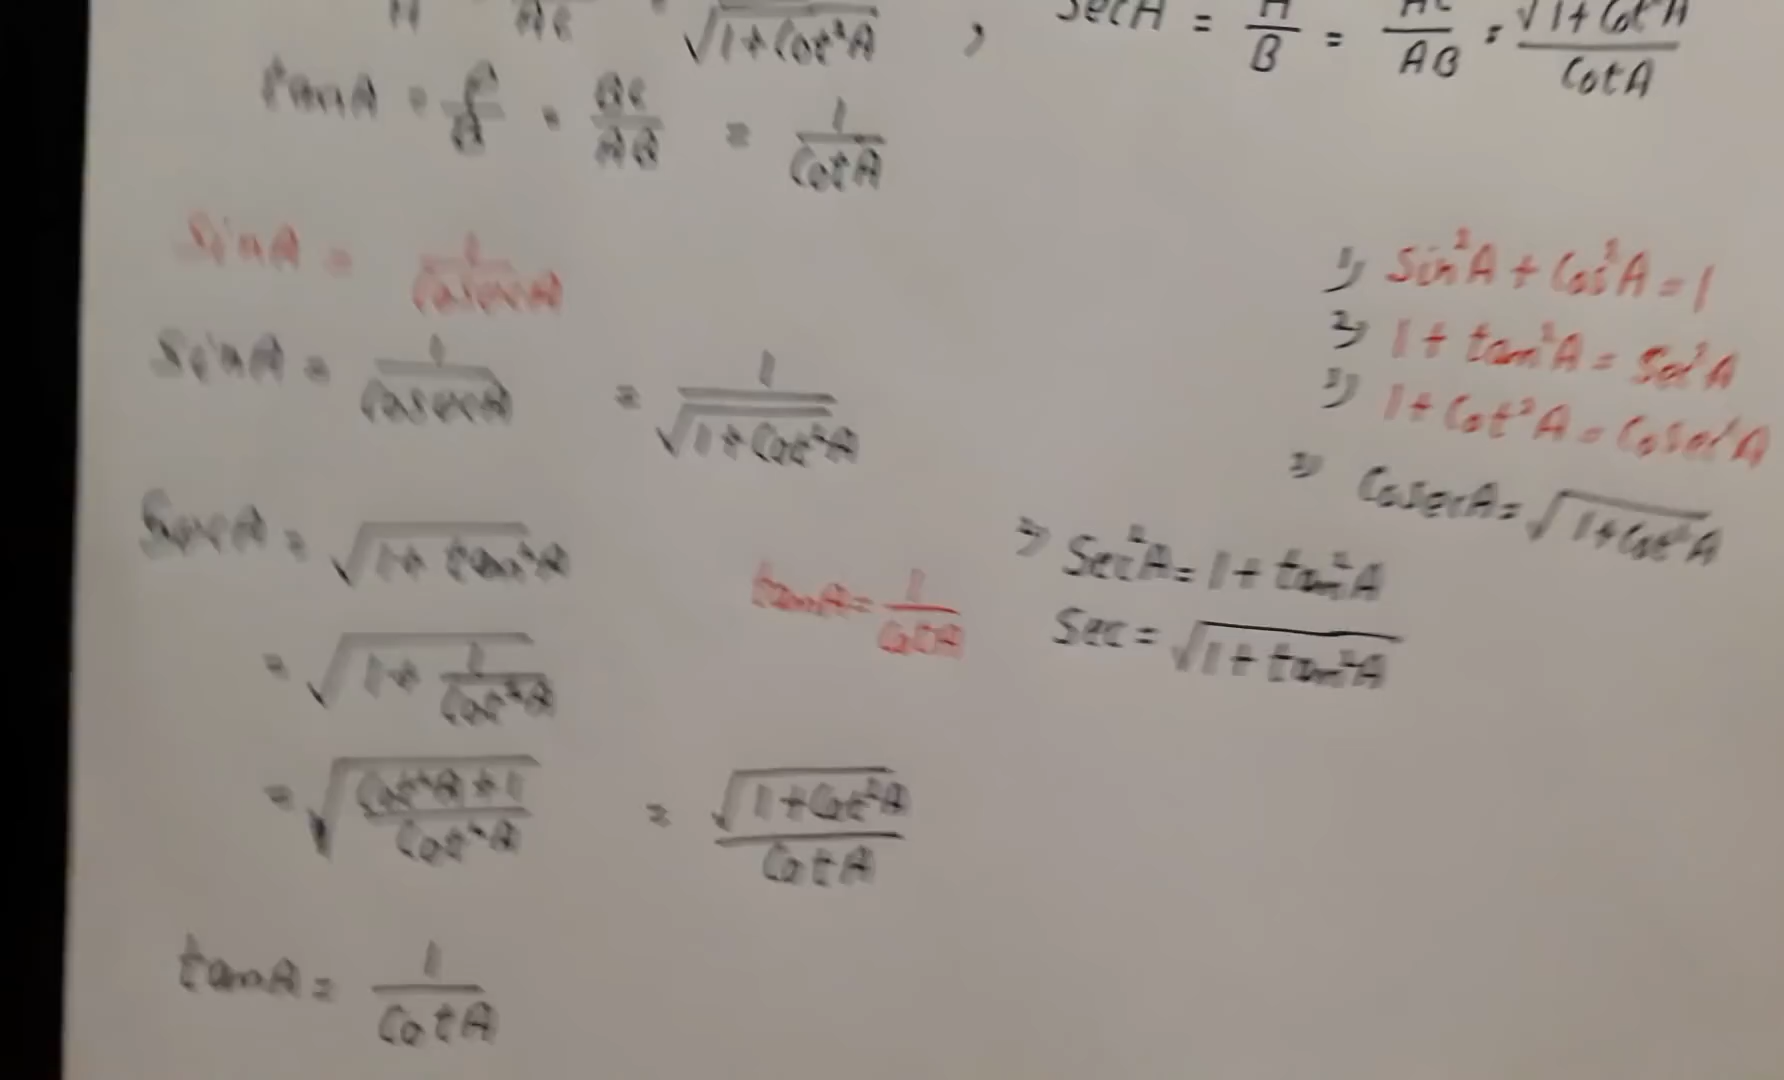 √1+Cot²A , SecA = H/B = AC/AB = √1+Cot²A/CotA
tanA = P/B = BC/AB = 1/CotA
SinA = 1/CosecA
SinA = 1/CosecA = 1/√1+Cot²A
SecA = √1+tan²A
= √1+1/Cot²A
= √Cot²A+1/Cot²A = √1+Cot²A/CotA
tanA = 1/CotA
tanA = 1/CotA
1) Sin²A + Cos²A = 1
2) 1 + tan²A = Sec²A
3) 1 + Cot²A = Cosec²A
CosecA = √1+Cot²A
⇒ Sec²A = 1 + tan²A
Sec = √1+tan²A